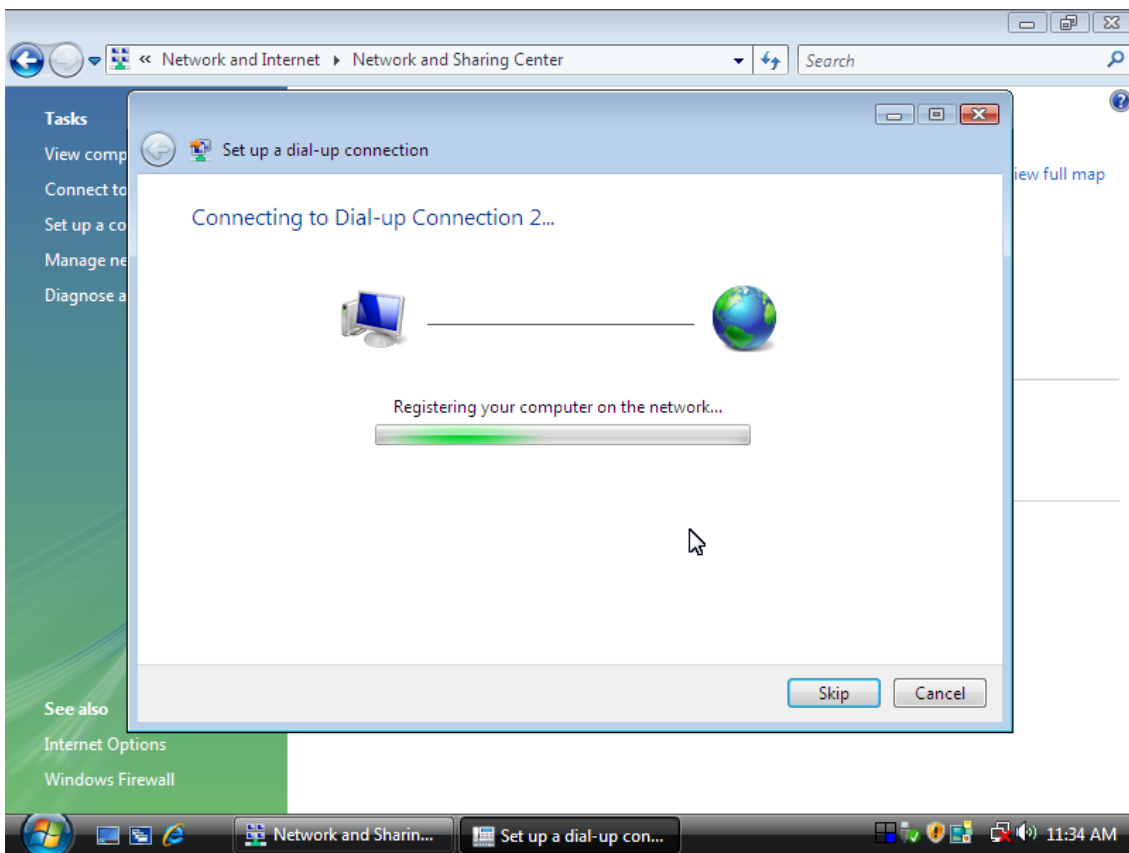 « Network and Internet ▸ Network and Sharing Center
Search
Tasks
View comp
Connect to
Set up a co
Manage ne
Diagnose a
iew full map
Set up a dial-up connection
Connecting to Dial-up Connection 2...
Registering your computer on the network...
Skip
Cancel
See also
Internet Options
Windows Firewall
Network and Sharin...
Set up a dial-up con...
11:34 AM